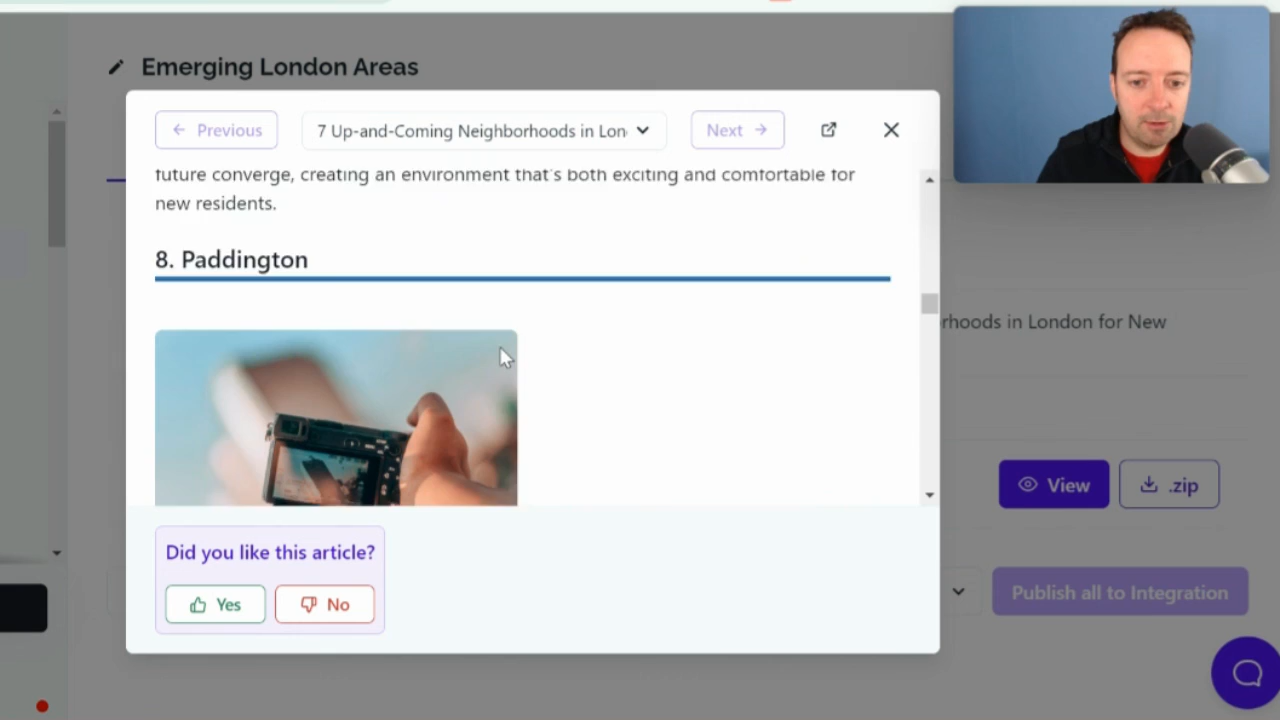 Emerging London Areas
Previous
7 Up-and-Coming Neighborhoods in Lon
Next
future converge, creating an environment that's both exciting and comfortable for
new residents.
8. Paddington
rhoods in London for New
View
.zip
Did you like this article?
Yes
No
Publish all to Integration